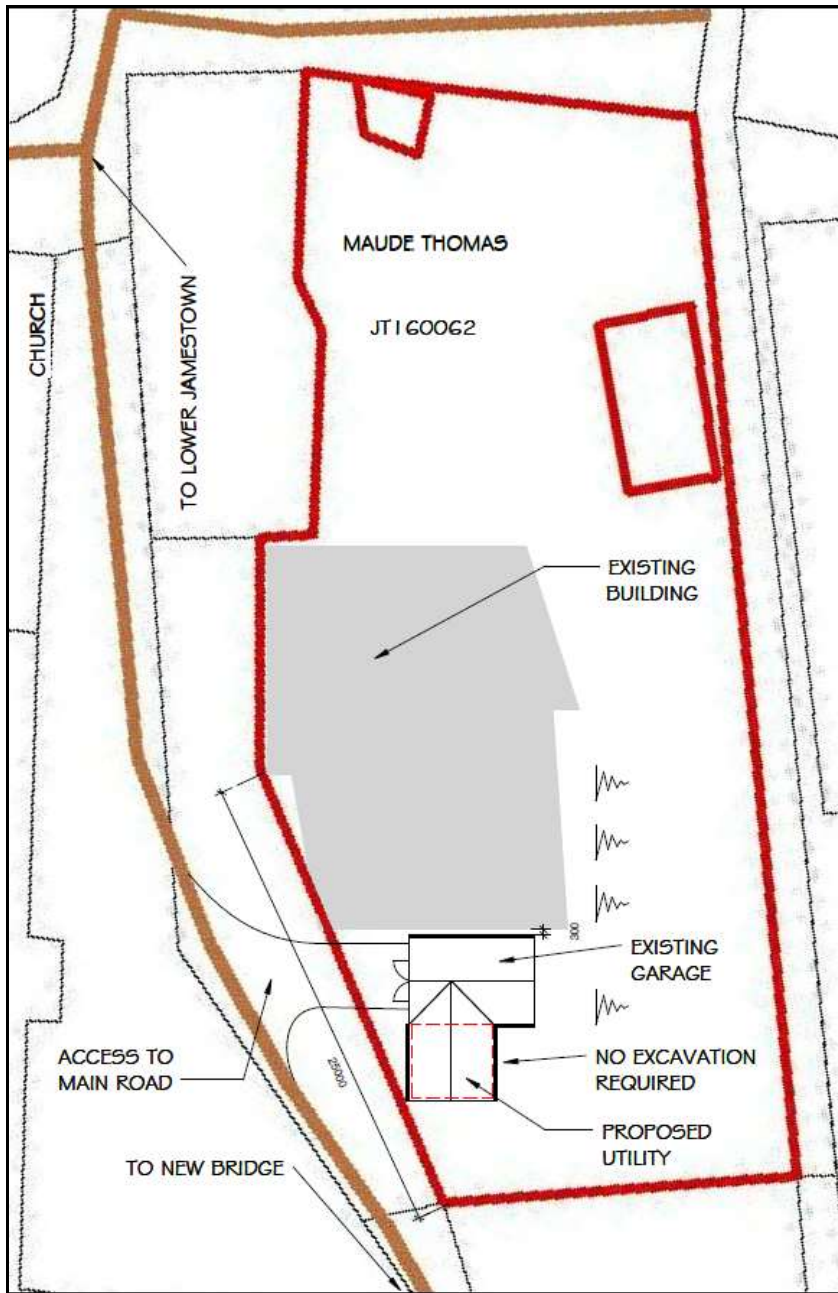 MAUDE THOMAS
JT160062
CHURCH
TO LOWER JAMESTOWN
EXISTING
BUILDING
300
EXISTING
GARAGE
ACCESS TO
MAIN ROAD
25000
NO EXCAVATION
REQUIRED
PROPOSED
UTILITY
TO NEW BRIDGE